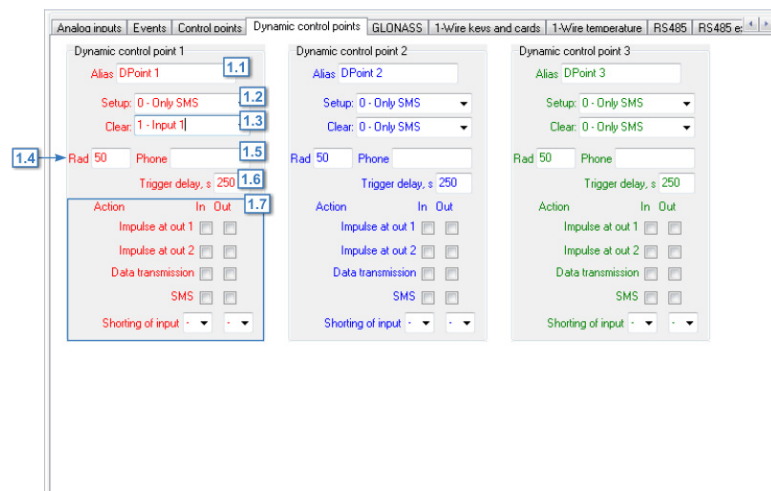 Analog inputs Events Control points Dynamic control points GLONASS 1-Wire keys and cards 1-Wire temperature RS485 RS485 e
Dynamic control point 1
Alias DPoint 1 1.1
Setup: 0 - Only SMS 1.2
Clear: 1 - Input 1 1.3
1.4 Rad 50 Phone 1.5
Trigger delay, s 250 1.6
Action In Out 1.7
Impulse at out 1
Impulse at out 2
Data transmission
SMS
Shorting of input - -
Dynamic control point 2
Alias DPoint 2
Setup: 0 - Only SMS
Clear: 0 - Only SMS
Rad 50 Phone
Trigger delay, s 250
Action In Out
Impulse at out 1
Impulse at out 2
Data transmission
SMS
Shorting of input - -
Dynamic control point 3
Alias DPoint 3
Setup: 0 - Only SMS
Clear: 0 - Only SMS
Rad 50 Phone
Trigger delay, s 250
Action In Out
Impulse at out 1
Impulse at out 2
Data transmission
SMS
Shorting of input - -